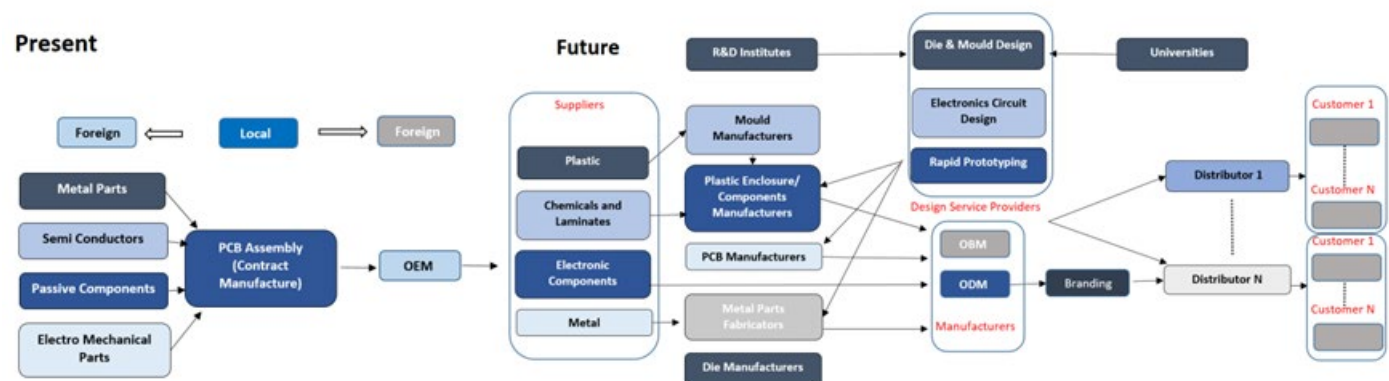 Present
Foreign
Local
Foreign
Metal Parts
Semi Conductors
Passive Components
Electro Mechanical
Parts
PCB Assembly
(Contract
Manufacture)
OEM
Future
Suppliers
Plastic
Chemicals and
Laminates
Electronic
Components
Metal
R&D Institutes
Mould
Manufacturers
Plastic Enclosure/
Components
Manufacturers
PCB Manufacturers
Metal Parts
Fabricators
Die Manufacturers
Die & Mould Design
Electronics Circuit
Design
Rapid Prototyping
Design Service Providers
Universities
OBM
ODM
Manufacturers
Branding
Distributor 1
Distributor N
Customer 1
Customer N
Customer 1
Customer N